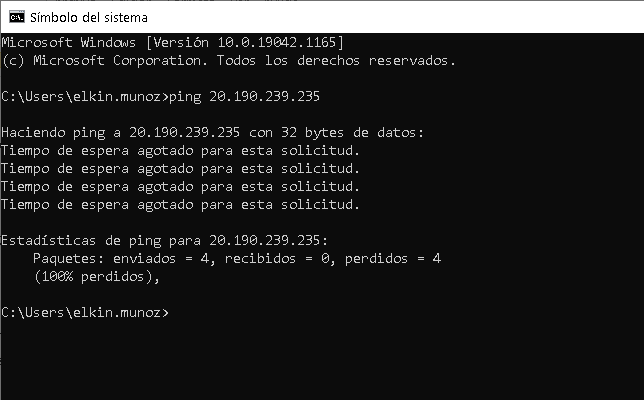 Símbolo del sistema
Microsoft Windows [Versión 10.0.19042.1165]
(c) Microsoft Corporation. Todos los derechos reservados.
C:\Users\elkin.munoz>ping 20.190.239.235
Haciendo ping a 20.190.239.235 con 32 bytes de datos:
Tiempo de espera agotado para esta solicitud.
Tiempo de espera agotado para esta solicitud.
Tiempo de espera agotado para esta solicitud.
Tiempo de espera agotado para esta solicitud.
Estadísticas de ping para 20.190.239.235:
    Paquetes: enviados = 4, recibidos = 0, perdidos = 4
    (100% perdidos),
C:\Users\elkin.munoz>